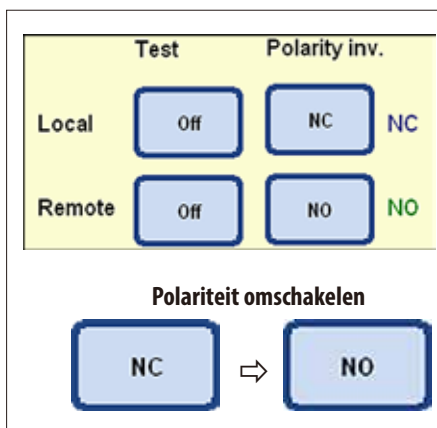 Test Polarity inv.
Local Off NC NC
Remote Off NO NO
Polariteit omschakelen
NC ⇨ NO